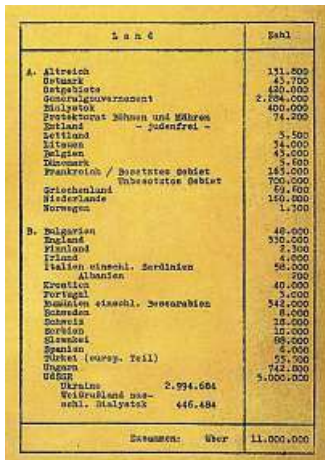 Land Zahl
A. Altreich 131.800
Ostmark 43.700
Ostgebiete 420.000
Generalgouvernement 2.284.000
Bialystok 400.000
Protektorat Böhmen und Mähren 74.200
Estland - judenfrei -
Lettland 3.500
Litauen 34.000
Belgien 43.000
Dänemark 5.600
Frankreich / Besetztes Gebiet 165.000
Unbesetztes Gebiet 700.000
Griechenland 69.600
Niederlande 160.800
Norwegen 1.300
B. Bulgarien 48.000
England 330.000
Finnland 2.300
Irland 4.000
Italien einschl. Sardinien 58.000
Albanien 200
Kroatien 40.000
Portugal 3.000
Rumänien einschl. Bessarabien 342.000
Schweden 8.000
Schweiz 18.000
Serbien 10.000
Slowakei 88.000
Spanien 6.000
Türkei (europ. Teil) 55.500
Ungarn 742.800
UdSSR 5.000.000
Ukraine 2.994.684
Weißrußland aus-
schl. Bialystok 446.484
Zusammen: über 11.000.000